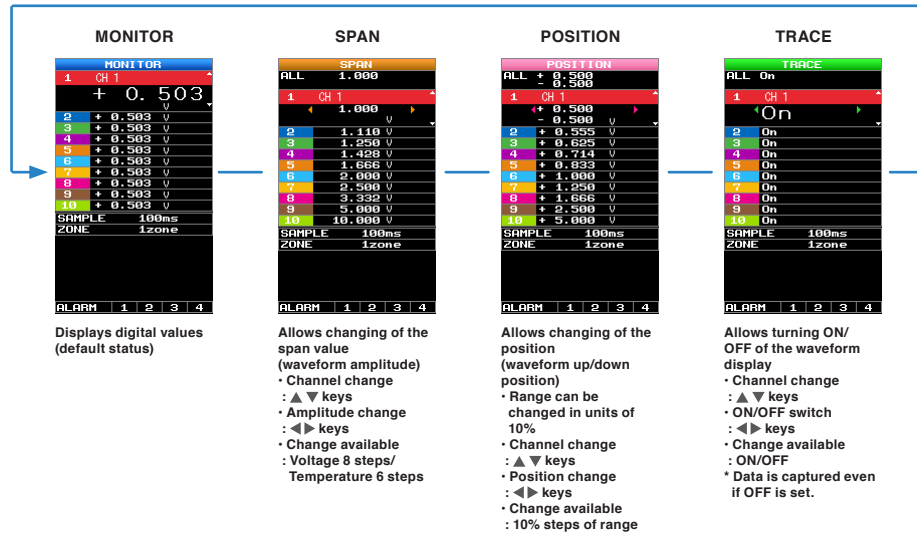 MONITOR
MONITOR
1 CH 1
+ 0.503
V
2 + 0.503 V
3 + 0.503 V
4 + 0.503 V
5 + 0.503 V
6 + 0.503 V
7 + 0.503 V
8 + 0.503 V
9 + 0.503 V
10 + 0.503 V
SAMPLE 100ms
ZONE 1zone
ALARM 1 2 3 4
Displays digital values
(default status)
SPAN
SPAN
ALL 1.000
1 CH 1
1.000
V
2 1.110 V
3 1.250 V
4 1.428 V
5 1.666 V
6 2.000 V
7 2.500 V
8 3.332 V
9 5.000 V
10 10.000 V
SAMPLE 100ms
ZONE 1zone
ALARM 1 2 3 4
Allows changing of the
span value
(waveform amplitude)
・Channel change
: ▲ ▼ keys
・Amplitude change
: ◀▶ keys
・Change available
: Voltage 8 steps/
Temperature 6 steps
POSITION
POSITION
ALL + 0.500
- 0.500
1 CH 1
+ 0.500
- 0.500 V
2 + 0.555 V
3 + 0.625 V
4 + 0.714 V
5 + 0.833 V
6 + 1.000 V
7 + 1.250 V
8 + 1.666 V
9 + 2.500 V
10 + 5.000 V
SAMPLE 100ms
ZONE 1zone
ALARM 1 2 3 4
Allows changing of the
position
(waveform up/down
position)
・Range can be
changed in units of
10%
・Channel change
: ▲ ▼ keys
・Position change
: ◀▶ keys
・Change available
: 10% steps of range
TRACE
TRACE
ALL On
1 CH 1
On
2 On
3 On
4 On
5 On
6 On
7 On
8 On
9 On
10 On
SAMPLE 100ms
ZONE 1zone
ALARM 1 2 3 4
Allows turning ON/
OFF of the waveform
display
・Channel change
: ▲ ▼ keys
・ON/OFF switch
: ◀▶ keys
・Change available
: ON/OFF
* Data is captured even
if OFF is set.